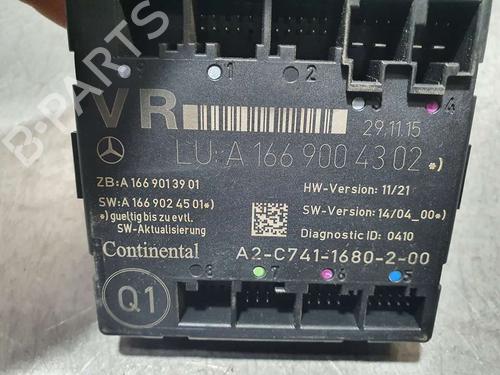 9 1 2 3 4
VR
29.11.15
LU:A 166 900 43 02*)
ZB:A 166 901 39 01
HW-Version: 11/21
SW:A 166 902 45 01*)
SW-Version: 14/04_00*)
*) gueltig bis zu evtl.
SW-Aktualisierung
Diagnostic ID: 0410
Continental A2-C741-1680-2-00
8 7 6 5
Q1
B-PARTS